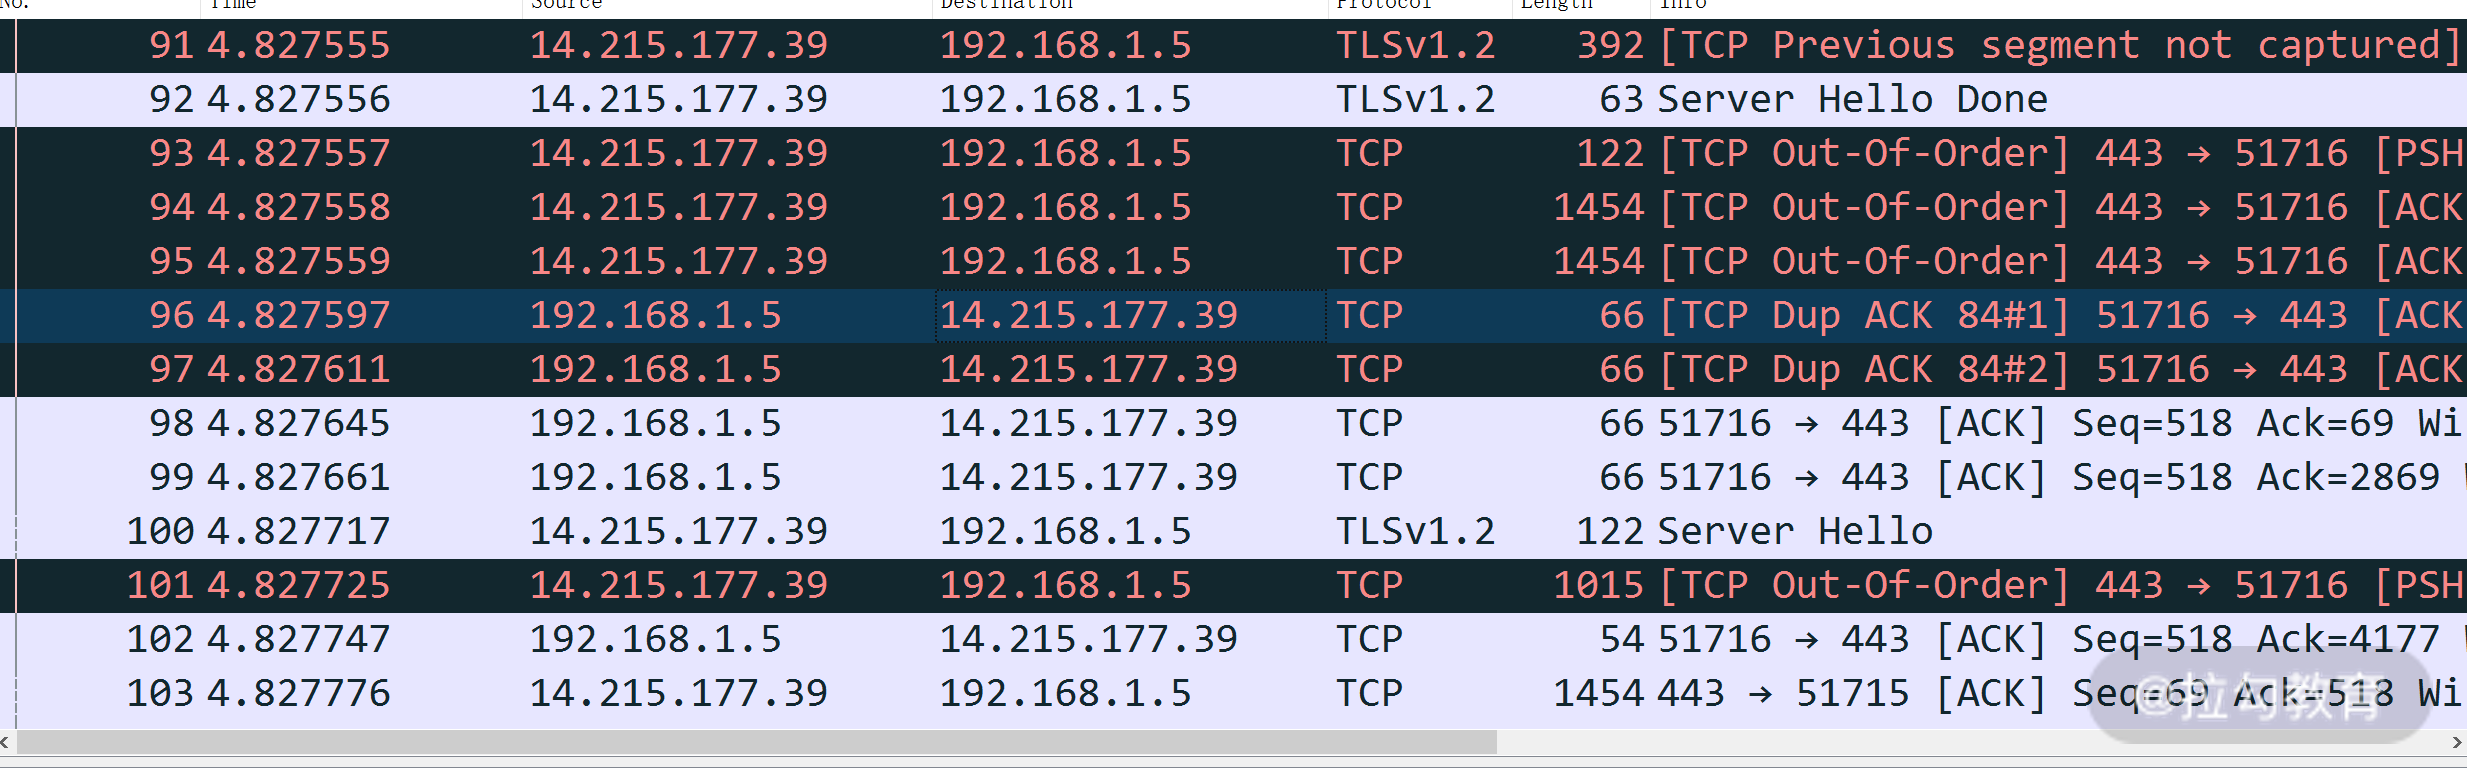 No. Time Source Destination Protocol Length Info
91 4.827555 14.215.177.39 192.168.1.5 TLSv1.2 392 [TCP Previous segment not captured]
92 4.827556 14.215.177.39 192.168.1.5 TLSv1.2 63 Server Hello Done
93 4.827557 14.215.177.39 192.168.1.5 TCP 122 [TCP Out-Of-Order] 443 → 51716 [PSH
94 4.827558 14.215.177.39 192.168.1.5 TCP 1454 [TCP Out-Of-Order] 443 → 51716 [ACK
95 4.827559 14.215.177.39 192.168.1.5 TCP 1454 [TCP Out-Of-Order] 443 → 51716 [ACK
96 4.827597 192.168.1.5 14.215.177.39 TCP 66 [TCP Dup ACK 84#1] 51716 → 443 [ACK
97 4.827611 192.168.1.5 14.215.177.39 TCP 66 [TCP Dup ACK 84#2] 51716 → 443 [ACK
98 4.827645 192.168.1.5 14.215.177.39 TCP 66 51716 → 443 [ACK] Seq=518 Ack=69 Wi
99 4.827661 192.168.1.5 14.215.177.39 TCP 66 51716 → 443 [ACK] Seq=518 Ack=2869
100 4.827717 14.215.177.39 192.168.1.5 TLSv1.2 122 Server Hello
101 4.827725 14.215.177.39 192.168.1.5 TCP 1015 [TCP Out-Of-Order] 443 → 51716 [PSH
102 4.827747 192.168.1.5 14.215.177.39 TCP 54 51716 → 443 [ACK] Seq=518 Ack=4177
103 4.827776 14.215.177.39 192.168.1.5 TCP 1454 443 → 51715 [ACK] Seq=69 Ack=518 Wi
@拉勾教育